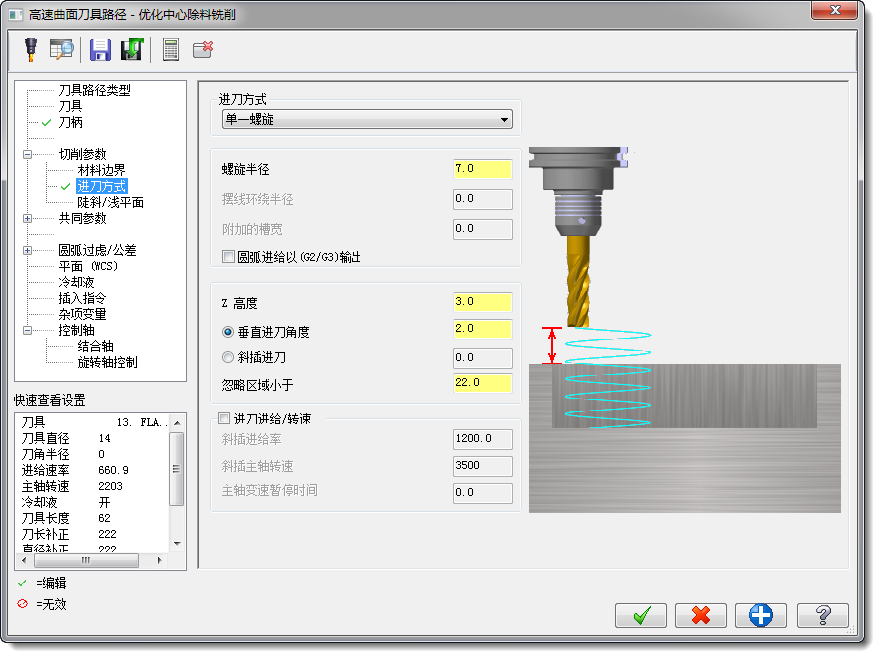 高速曲面刀具路径 - 优化中心除料铣削
刀具路径类型
刀具
刀柄
切削参数
材料边界
进刀方式
陡斜/浅平面
共同参数
圆弧过虑/公差
平面 (WCS)
冷却液
插入指令
杂项变量
控制轴
结合轴
旋转轴控制
快速查看设置
刀具 13. FLA..
刀具直径 14
刀角半径 0
进给速率 660.9
主轴转速 2203
冷却液 开
刀具长度 62
刀长补正 222
直径补正 222
=编辑
=无效
进刀方式
单一螺旋
螺旋半径 7.0
摆线环绕半径 0.0
附加的槽宽 0.0
圆弧进给以(G2/G3)输出
Z 高度 3.0
垂直进刀角度 2.0
斜插进刀 0.0
忽略区域小于 22.0
进刀进给/转速
斜插进给率 1200.0
斜插主轴转速 3500
主轴变速暂停时间 0.0